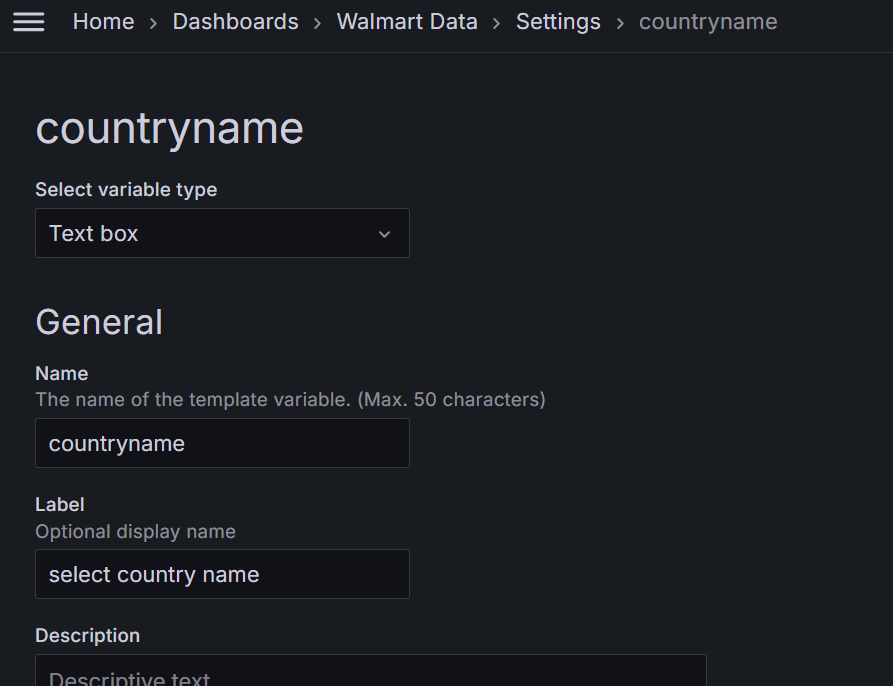 Home > Dashboards > Walmart Data > Settings > countryname
countryname
Select variable type
Text box
General
Name
The name of the template variable. (Max. 50 characters)
countryname
Label
Optional display name
select country name
Description
Descriptive text